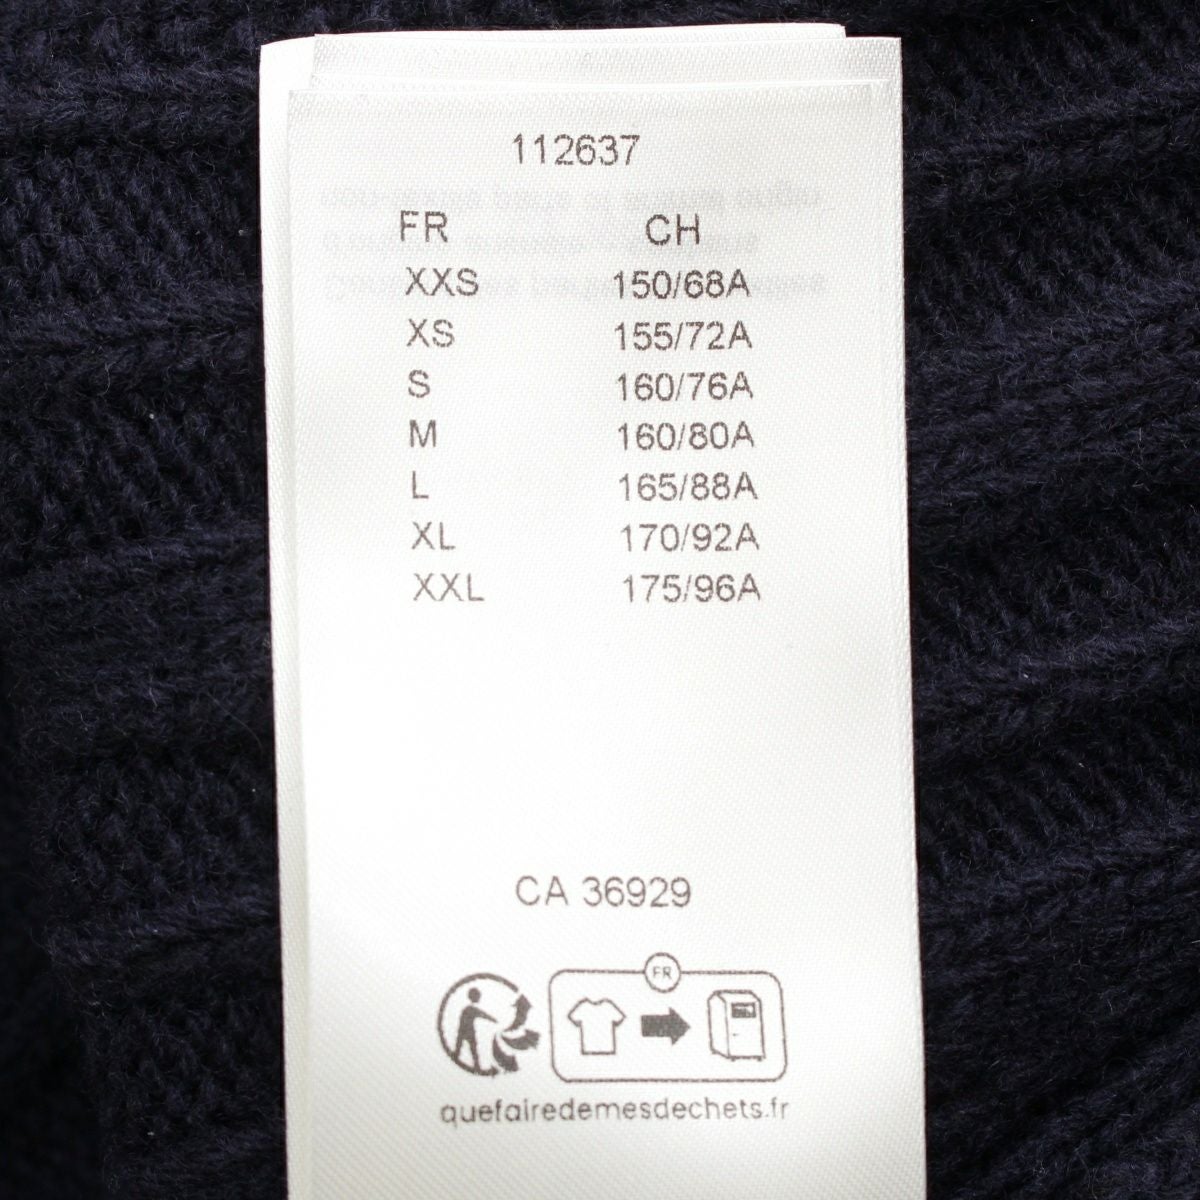 112637
FR CH
XXS 150/68A
XS 155/72A
S 160/76A
M 160/80A
L 165/88A
XL 170/92A
XXL 175/96A
CA 36929
FR
quefairedemesdechets.fr